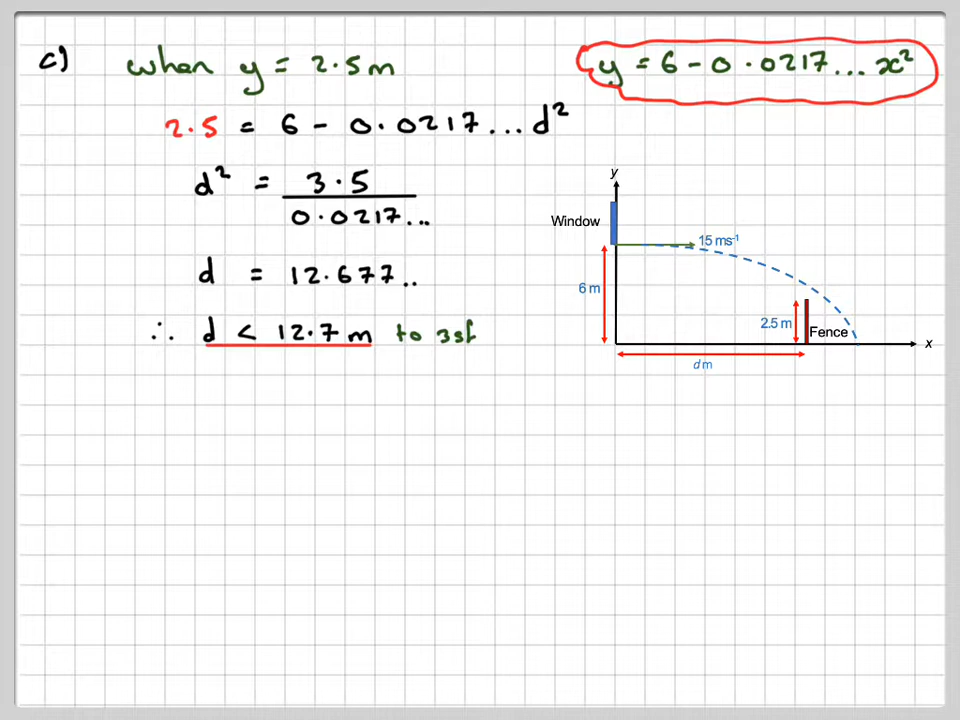 c) when y = 2.5 m
y = 6 - 0.0217... x²
2.5 = 6 - 0.0217... d²
d² = 3.5 / 0.0217...
d = 12.677..
∴ d < 12.7 m to 3sf
y
Window
15 ms⁻¹
6 m
2.5 m
Fence
x
d m